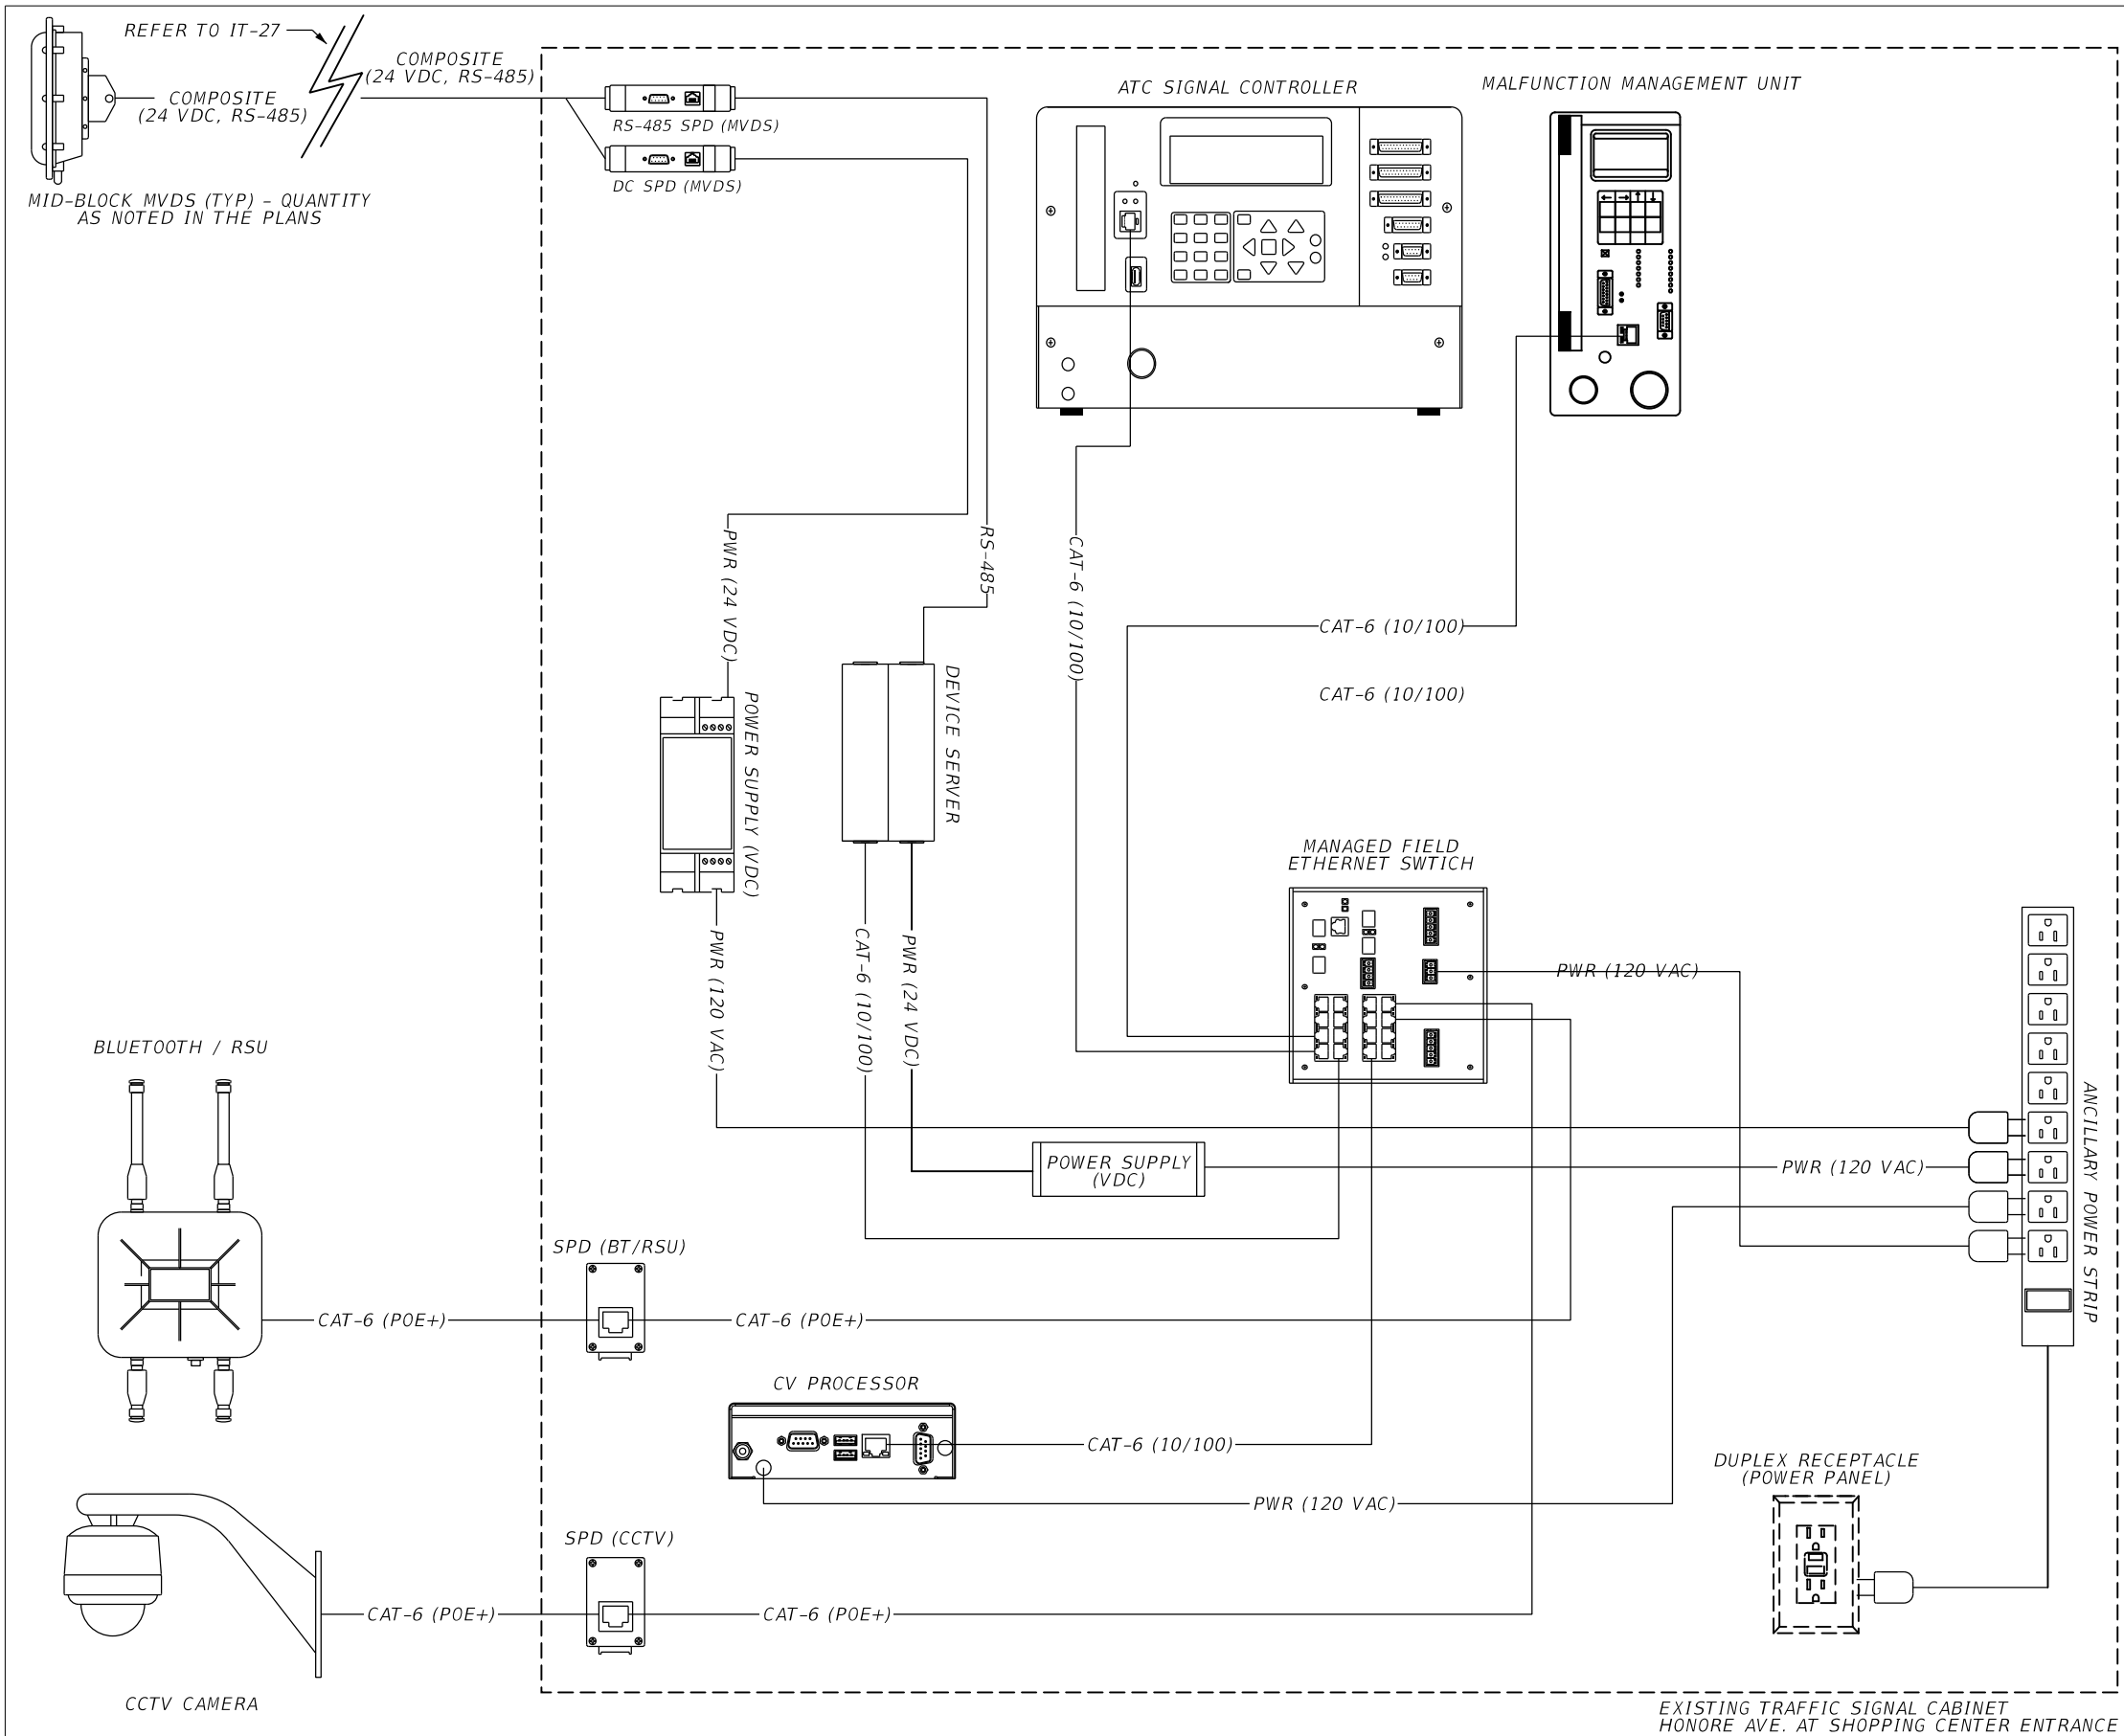 REFER TO IT-27
COMPOSITE
(24 VDC, RS-485)
COMPOSITE
(24 VDC, RS-485)
MID-BLOCK MVDS (TYP) - QUANTITY
AS NOTED IN THE PLANS
RS-485 SPD (MVDS)
DC SPD (MVDS)
ATC SIGNAL CONTROLLER
MALFUNCTION MANAGEMENT UNIT
PWR (24 VDC)
RS-485
CAT-6 (10/100)
CAT-6 (10/100)
CAT-6 (10/100)
POWER SUPPLY (VDC)
DEVICE SERVER
MANAGED FIELD
ETHERNET SWTICH
PWR (120 VAC)
CAT-6 (10/100)
PWR (24 VDC)
PWR (120 VAC)
BLUETOOTH / RSU
POWER SUPPLY
(VDC)
PWR (120 VAC)
ANCILLARY POWER STRIP
SPD (BT/RSU)
CAT-6 (POE+)
CAT-6 (POE+)
CV PROCESSOR
CAT-6 (10/100)
PWR (120 VAC)
DUPLEX RECEPTACLE
(POWER PANEL)
SPD (CCTV)
CAT-6 (POE+)
CAT-6 (POE+)
CCTV CAMERA
EXISTING TRAFFIC SIGNAL CABINET
HONORE AVE. AT SHOPPING CENTER ENTRANCE